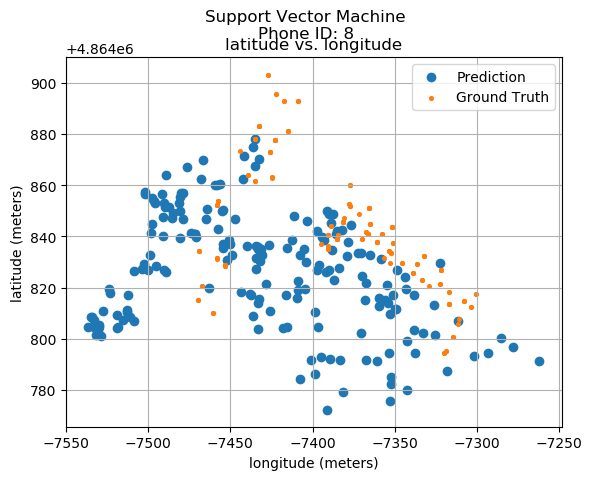 Support Vector Machine
Phone ID: 8
latitude vs. longitude
+4.864e6
Prediction
Ground Truth
900
880
860
840
820
800
780
latitude (meters)
−7550
−7500
−7450
−7400
−7350
−7300
−7250
longitude (meters)